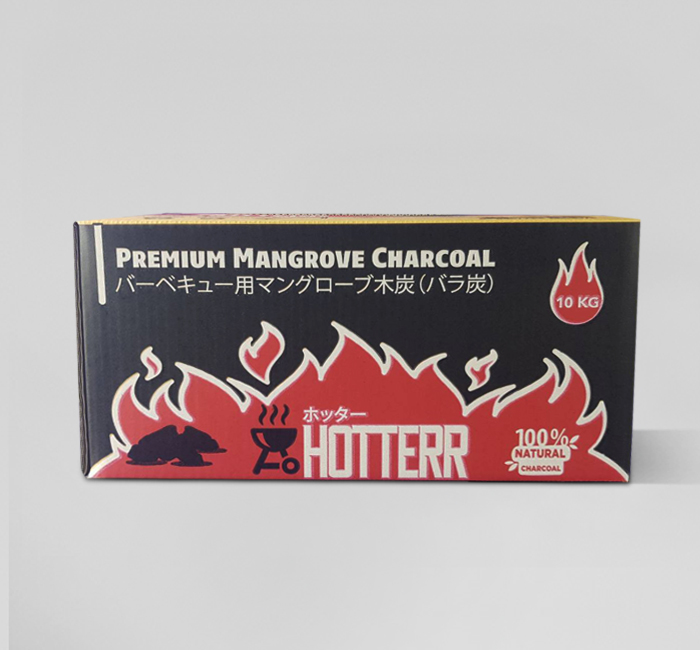 PREMIUM MANGROVE CHARCOAL
バーベキュー用マングローブ木炭(バラ炭)
10 KG
ホッター
HOTTERR
100%
NATURAL
CHARCOAL